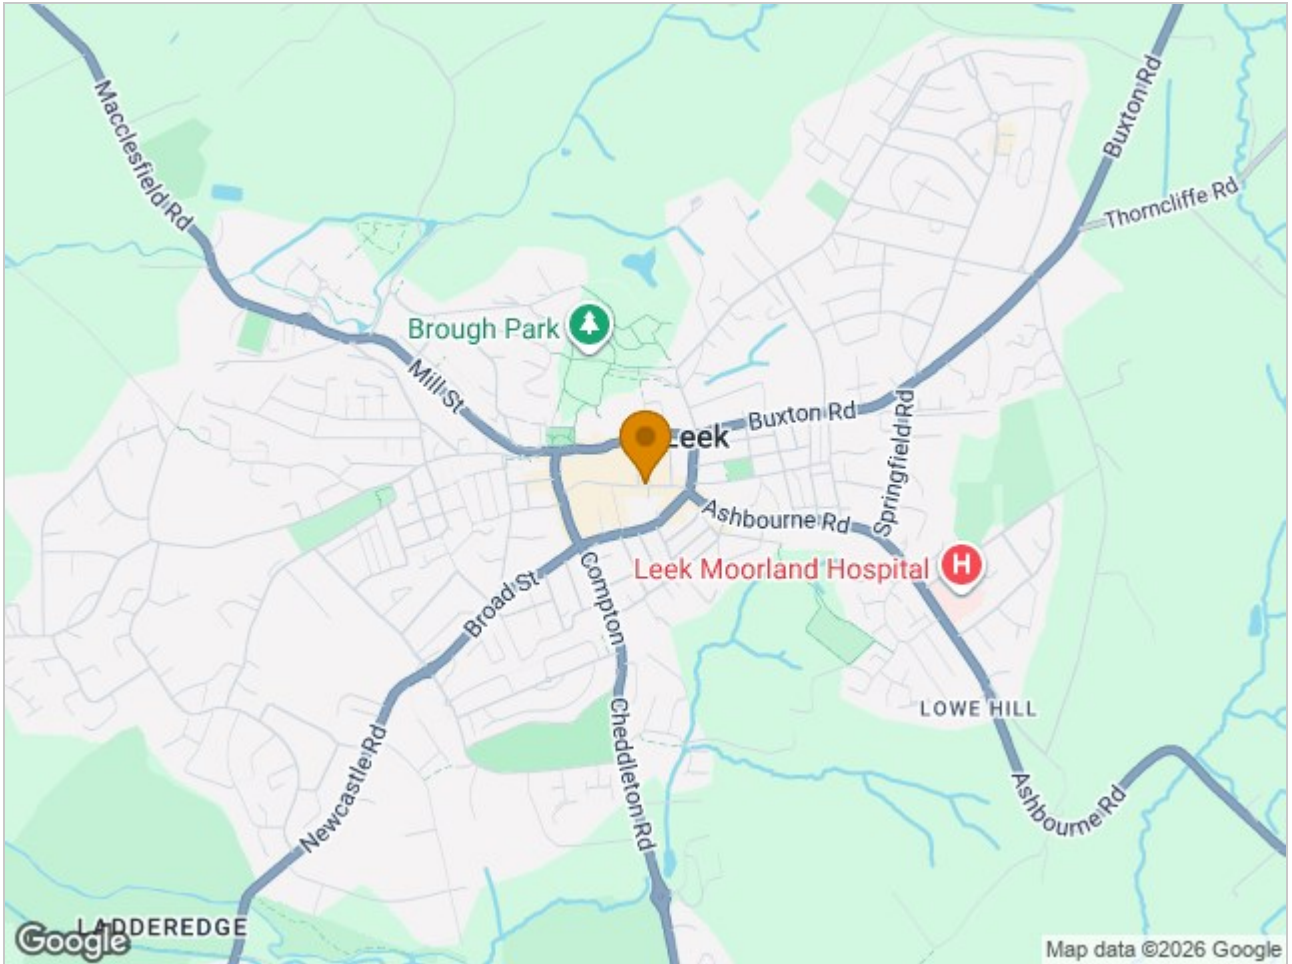 Macclesfield Rd
Buxton Rd
Thorncliffe Rd
Brough Park
Mill St
Buxton Rd
Leek
Springfield Rd
Ashbourne Rd
Leek Moorland Hospital
H
Compton
Broad St
LOWE HILL
Cheddleton Rd
Newcastle Rd
Ashbourne Rd
LADDEREDGE
Google
Map data ©2026 Google